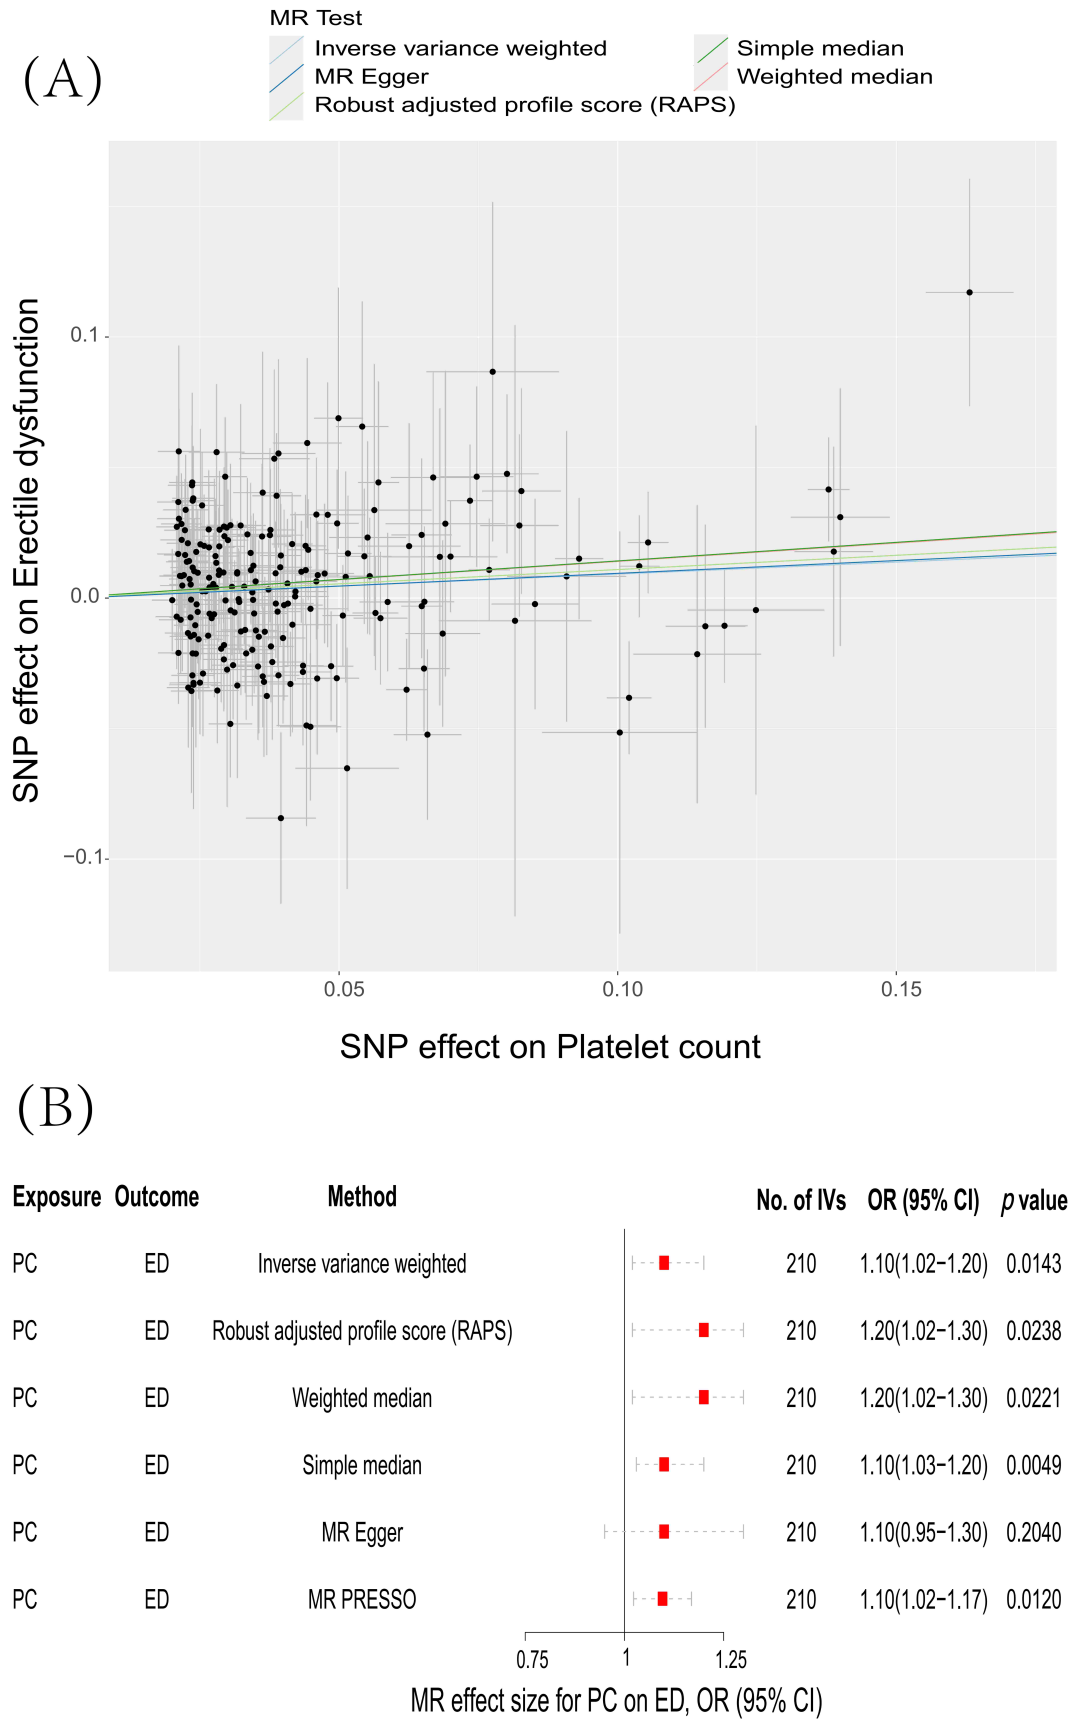 MR Test
(A)
Inverse variance weighted
Simple median
MR Egger
Weighted median
Robust adjusted profile score (RAPS)
SNP effect on Erectile dysfunction
0.1
0.0
−0.1
0.05 0.10 0.15
SNP effect on Platelet count
(B)
Exposure Outcome Method No. of IVs OR (95% CI) p value
PC ED Inverse variance weighted 210 1.10(1.02−1.20) 0.0143
PC ED Robust adjusted profile score (RAPS) 210 1.20(1.02−1.30) 0.0238
PC ED Weighted median 210 1.20(1.02−1.30) 0.0221
PC ED Simple median 210 1.10(1.03−1.20) 0.0049
PC ED MR Egger 210 1.10(0.95−1.30) 0.2040
PC ED MR PRESSO 210 1.10(1.02−1.17) 0.0120
0.75 1 1.25
MR effect size for PC on ED, OR (95% CI)